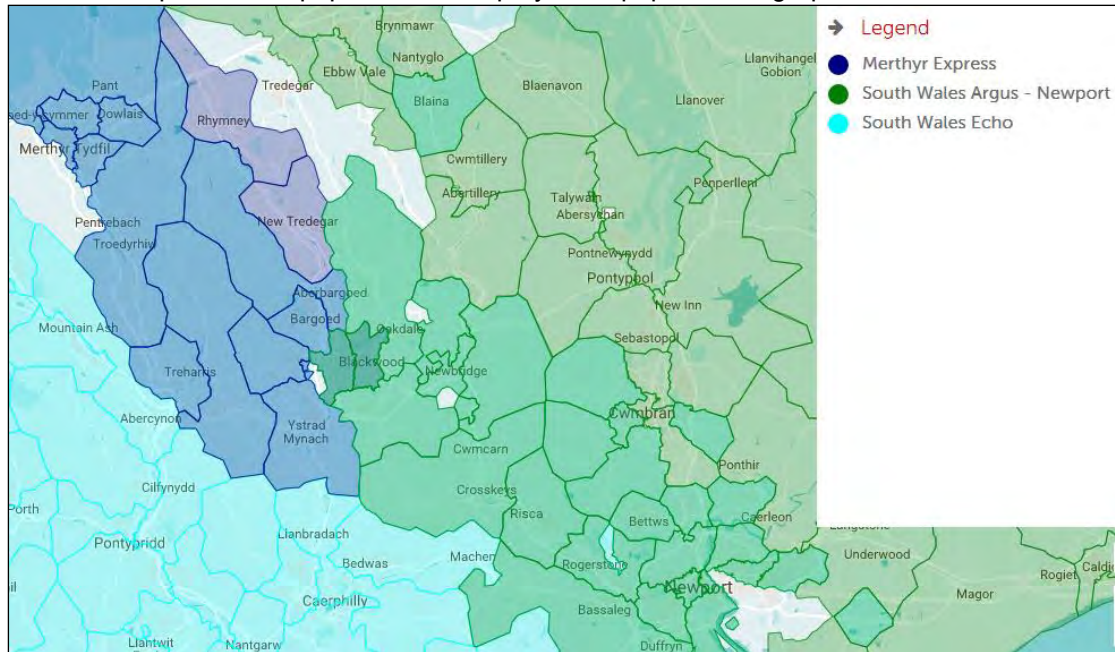 Legend
Merthyr Express
South Wales Argus - Newport
South Wales Echo
Brynmawr
Nantyglo
Ebbw Vale
Tredegar
Pant
Dowlais
Merthyr Tydfil
Rhymney
Blaina
Blaenavon
Llanvihangel
Gobion
Llanover
Cwmtillery
Abertillery
Talywain
Abersychan
Penperlleni
Pentrebach
Troedyrhiw
New Tredegar
Pontnewynydd
Pontypool
New Inn
Aberbargoed
Bargoed
Mountain Ash
Oakdale
Sebastopol
Treharris
Blackwood
Newbridge
Abercynon
Ystrad
Mynach
Cwmbran
Cwmcarn
Ponthir
Cilfynydd
Crosskeys
Porth
Risca
Bettws
Caerleon
Pontypridd
Llanbradach
Langstone
Bedwas
Machen
Rogerstone
Underwood
Rogiet
Caerphilly
Newport
Magor
Bassaleg
Llantwit
Nantgarw
Duffryn